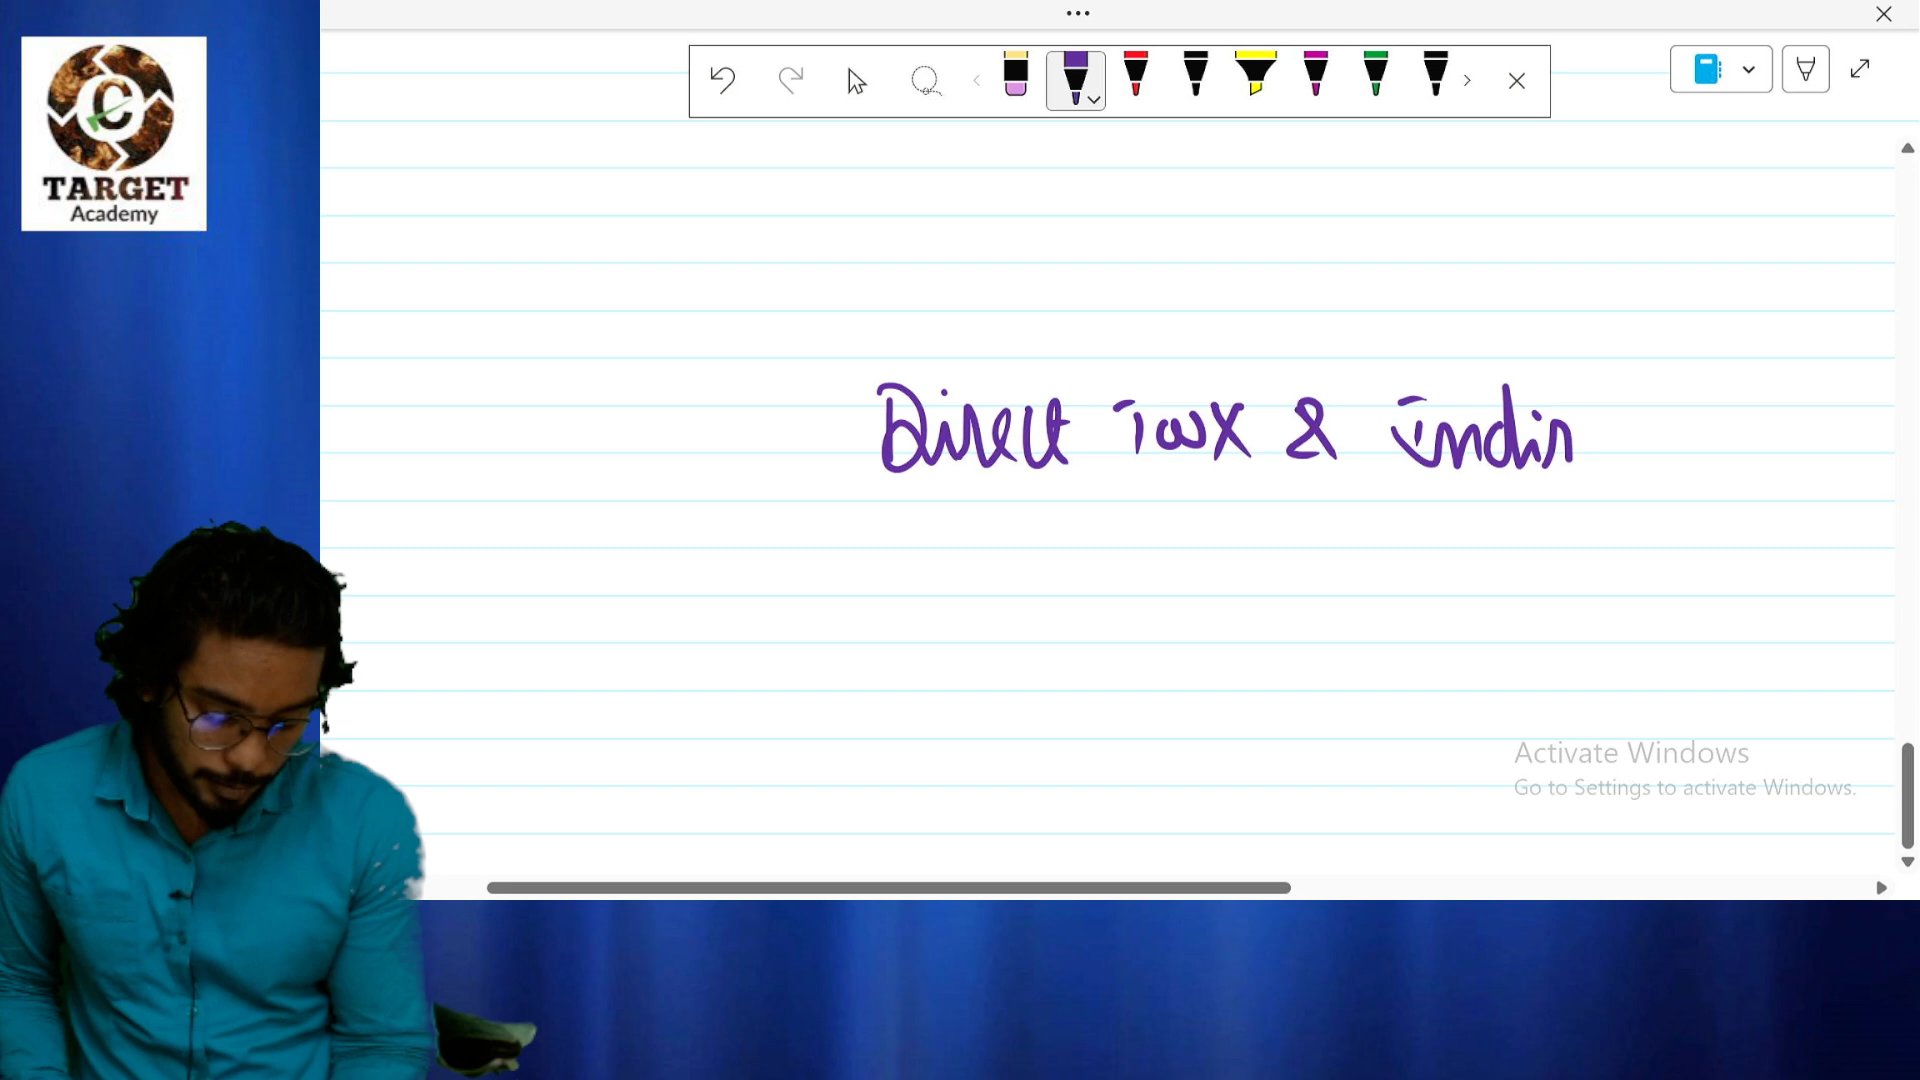 C
TARGET
Academy
Direct Tax & Indir
Activate Windows
Go to Settings to activate Windows.